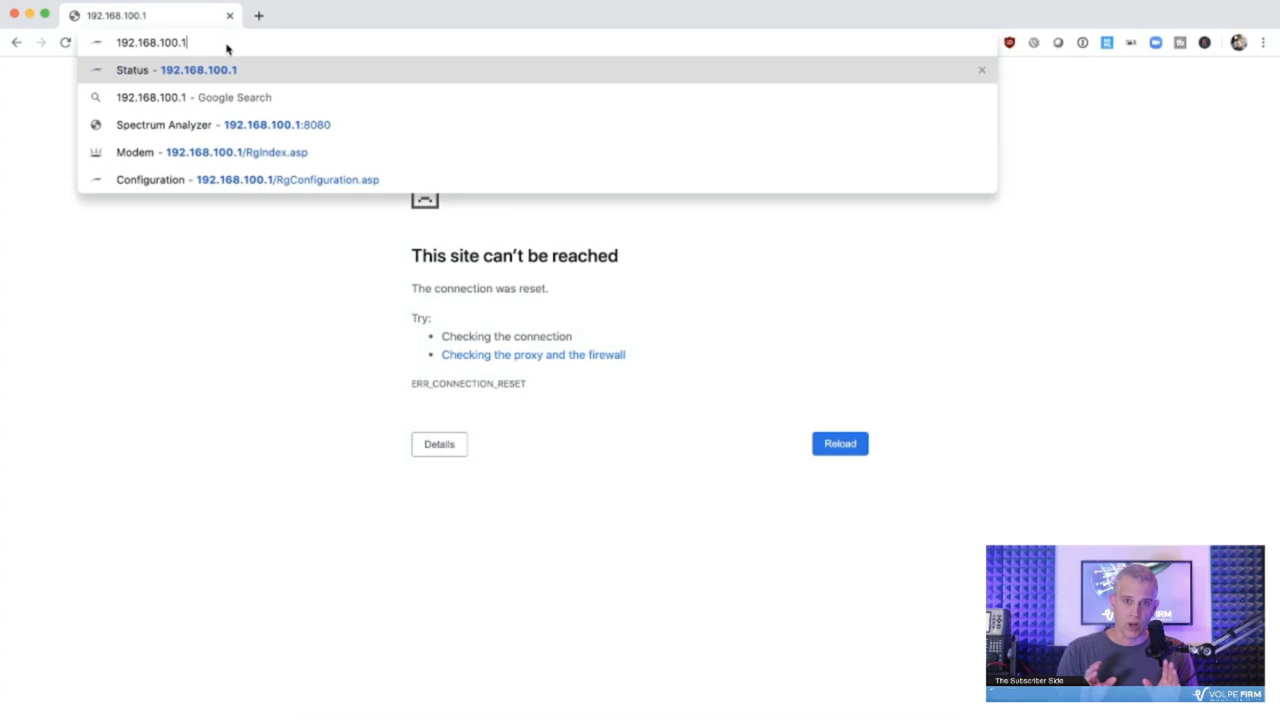 192.168.100.1
192.168.100.1
Status - 192.168.100.1
192.168.100.1 - Google Search
Spectrum Analyzer - 192.168.100.1:8080
Modem - 192.168.100.1/RgIndex.asp
Configuration - 192.168.100.1/RgConfiguration.asp
This site can't be reached
The connection was reset.
Try:
• Checking the connection
• Checking the proxy and the firewall
ERR_CONNECTION_RESET
Details
Reload
The Subscriber Side
VOLPE FIRM